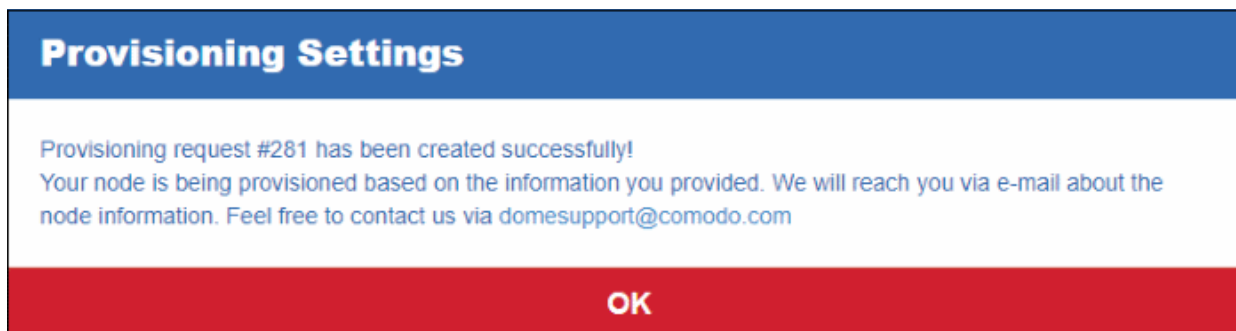 Provisioning Settings
Provisioning request #281 has been created successfully!
Your node is being provisioned based on the information you provided. We will reach you via e-mail about the
node information. Feel free to contact us via domesupport@comodo.com
OK